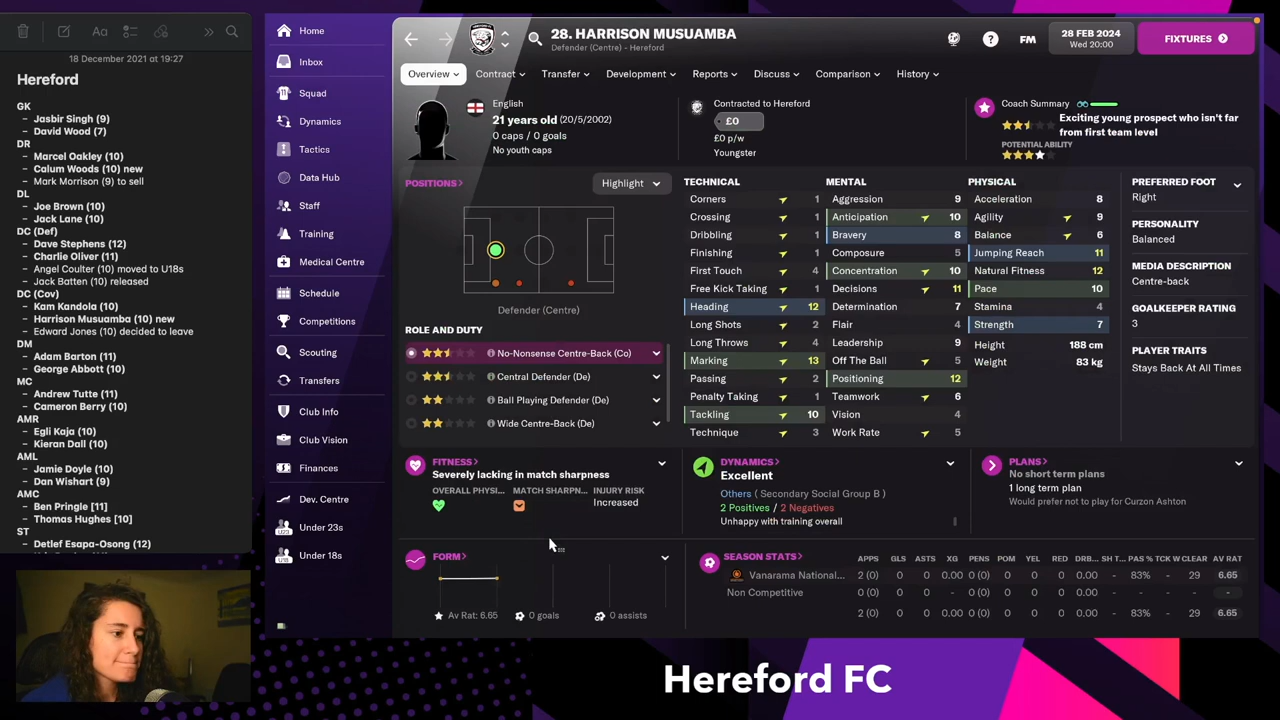 18 December 2021 at 19:27
Hereford
GK
– Jasbir Singh (9)
– David Wood (7)
DR
– Marcel Oakley (10)
– Calum Woods (10) new
– Mark Morrison (9) to sell
DL
– Joe Brown (10)
– Jack Lane (10)
DC (Def)
– Dave Stephens (12)
– Charlie Oliver (11)
– Angel Coulter (11) moved to U18s
– Jack Batten (10) released
DC (Cov)
– Kam Kandola (10)
– Harrison Musuamba (10) new
– Edward Jones (10) decided to leave
DM
– Adam Barton (11)
– George Abbott (10)
MC
– Andrew Tutte (11)
– Cameron Berry (10)
AMR
– Egli Kaja (10)
– Kieran Dall (10)
AML
– Jamie Doyle (10)
– Dan Wishart (9)
AMC
– Ben Pringle [11]
– Thomas Hughes [10]
ST
– Detlef Esapa-Osong (12)
Home
Inbox
Squad
Dynamics
Tactics
Data Hub
Staff
Training
Medical Centre
Schedule
Competitions
Scouting
Transfers
Club Info
Club Vision
Finances
Dev. Centre
Under 23s
Under 18s
28. HARRISON MUSUAMBA
Defender (Centre) - Hereford
FM
28 FEB 2024
Wed 20:00
FIXTURES
Overview Contract Transfer Development Reports Discuss Comparison History
English
21 years old (20/5/2002)
0 caps / 0 goals
No youth caps
Contracted to Hereford
£0
£0 p/w
Youngster
Coach Summary
Exciting young prospect who isn't far
from first team level
POTENTIAL ABILITY
POSITIONS
Highlight
Defender (Centre)
ROLE AND DUTY
No-Nonsense Centre-Back (Co)
Central Defender (De)
Ball Playing Defender (De)
Wide Centre-Back (De)
TECHNICAL
Corners 1
Crossing 1
Dribbling 1
Finishing 1
First Touch 4
Free Kick Taking 1
Heading 12
Long Shots 2
Long Throws 4
Marking 13
Passing 2
Penalty Taking 1
Tackling 10
Technique 3
MENTAL
Aggression 9
Anticipation 10
Bravery 8
Composure 5
Concentration 10
Decisions 11
Determination 7
Flair 4
Leadership 9
Off The Ball 5
Positioning 12
Teamwork 6
Vision 4
Work Rate 5
PHYSICAL
Acceleration 8
Agility 9
Balance 6
Jumping Reach 11
Natural Fitness 12
Pace 10
Stamina 4
Strength 7
Height 188 cm
Weight 83 kg
PREFERRED FOOT
Right
PERSONALITY
Balanced
MEDIA DESCRIPTION
Centre-back
GOALKEEPER RATING
3
PLAYER TRAITS
Stays Back At All Times
FITNESS
Severely lacking in match sharpness
OVERALL PHYSI... MATCH SHARPN... INJURY RISK
Increased
DYNAMICS
Excellent
Others ( Secondary Social Group B )
2 Positives / 2 Negatives
Unhappy with training overall
PLANS
No short term plans
1 long term plan
Would prefer not to play for Curzon Ashton
FORM
Av Rat: 6.65 0 goals 0 assists
SEASON STATS APPS GLS ASTS XG PENS POM YEL RED DRB... SH T... PAS % TCK W CLEAR AV RAT
Vanarama National... 2 (0) 0 0 0.00 0 (0) 0 0 0 0.00 - 83% - 29 6.65
Non Competitive - - - - - - - - - - - - - -
2 (0) 0 0 0.00 0 (0) 0 0 0 0.00 - 83% - 29 6.65
Hereford FC